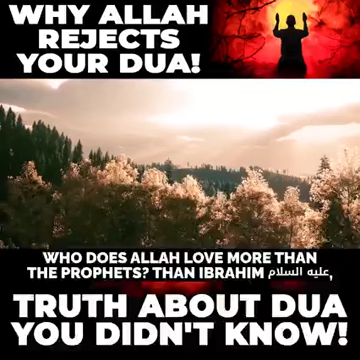 WHY ALLAH
REJECTS
YOUR DUA!
WHO DOES ALLAH LOVE MORE THAN
THE PROPHETS? THAN IBRAHIM عليه السلام,
TRUTH ABOUT DUA
YOU DIDN'T KNOW!